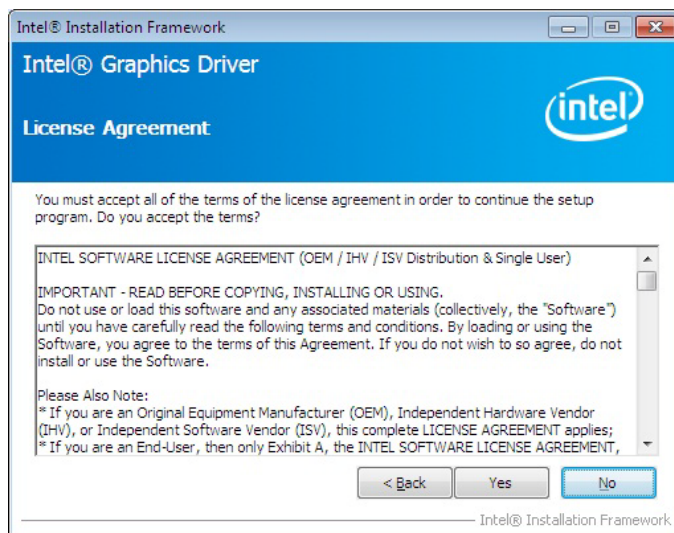 Intel® Installation Framework
Intel® Graphics Driver
License Agreement
intel
You must accept all of the terms of the license agreement in order to continue the setup
program. Do you accept the terms?
INTEL SOFTWARE LICENSE AGREEMENT (OEM / IHV / ISV Distribution & Single User)
IMPORTANT - READ BEFORE COPYING, INSTALLING OR USING.
Do not use or load this software and any associated materials (collectively, the "Software")
until you have carefully read the following terms and conditions. By loading or using the
Software, you agree to the terms of this Agreement. If you do not wish to so agree, do not
install or use the Software.
Please Also Note:
* If you are an Original Equipment Manufacturer (OEM), Independent Hardware Vendor
(IHV), or Independent Software Vendor (ISV), this complete LICENSE AGREEMENT applies;
* If you are an End-User, then only Exhibit A, the INTEL SOFTWARE LICENSE AGREEMENT,
< Back Yes No
Intel® Installation Framework